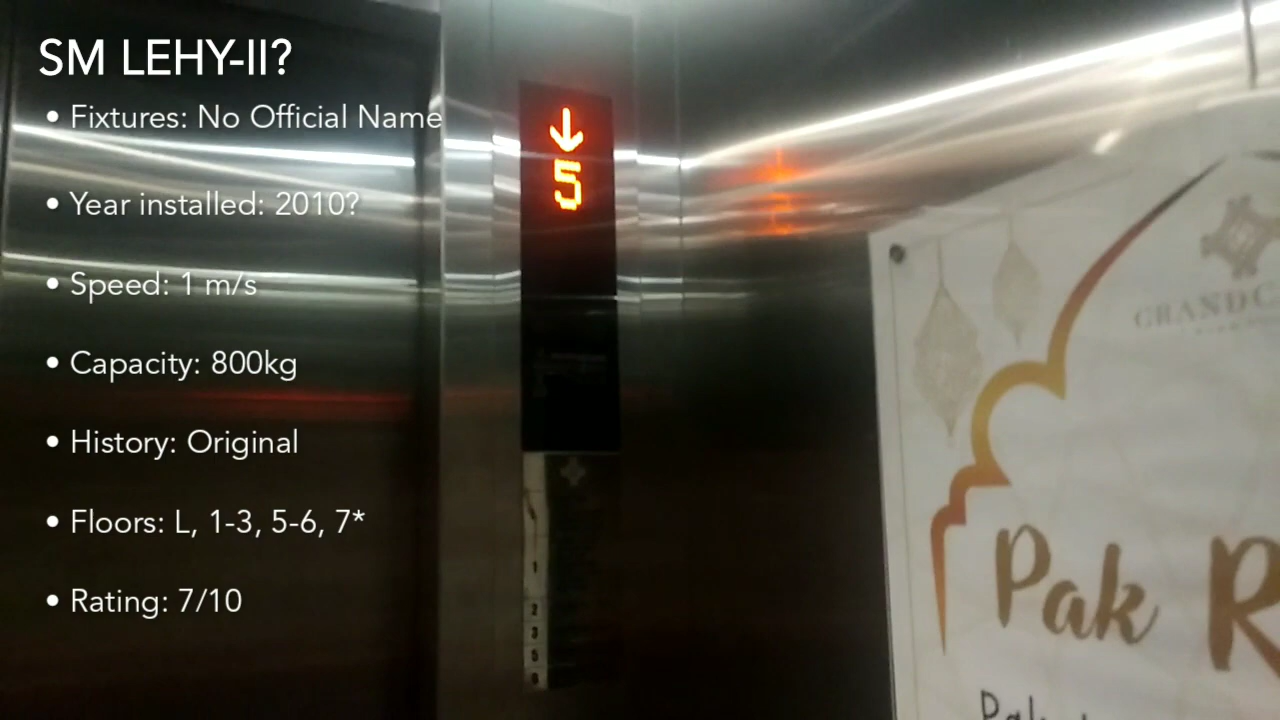 SM LEHY-II?
• Fixtures: No Official Name
• Year installed: 2010?
• Speed: 1 m/s
• Capacity: 800kg
• History: Original
• Floors: L, 1-3, 5-6, 7*
• Rating: 7/10
↓
5
1
2
3
5
6
Pak